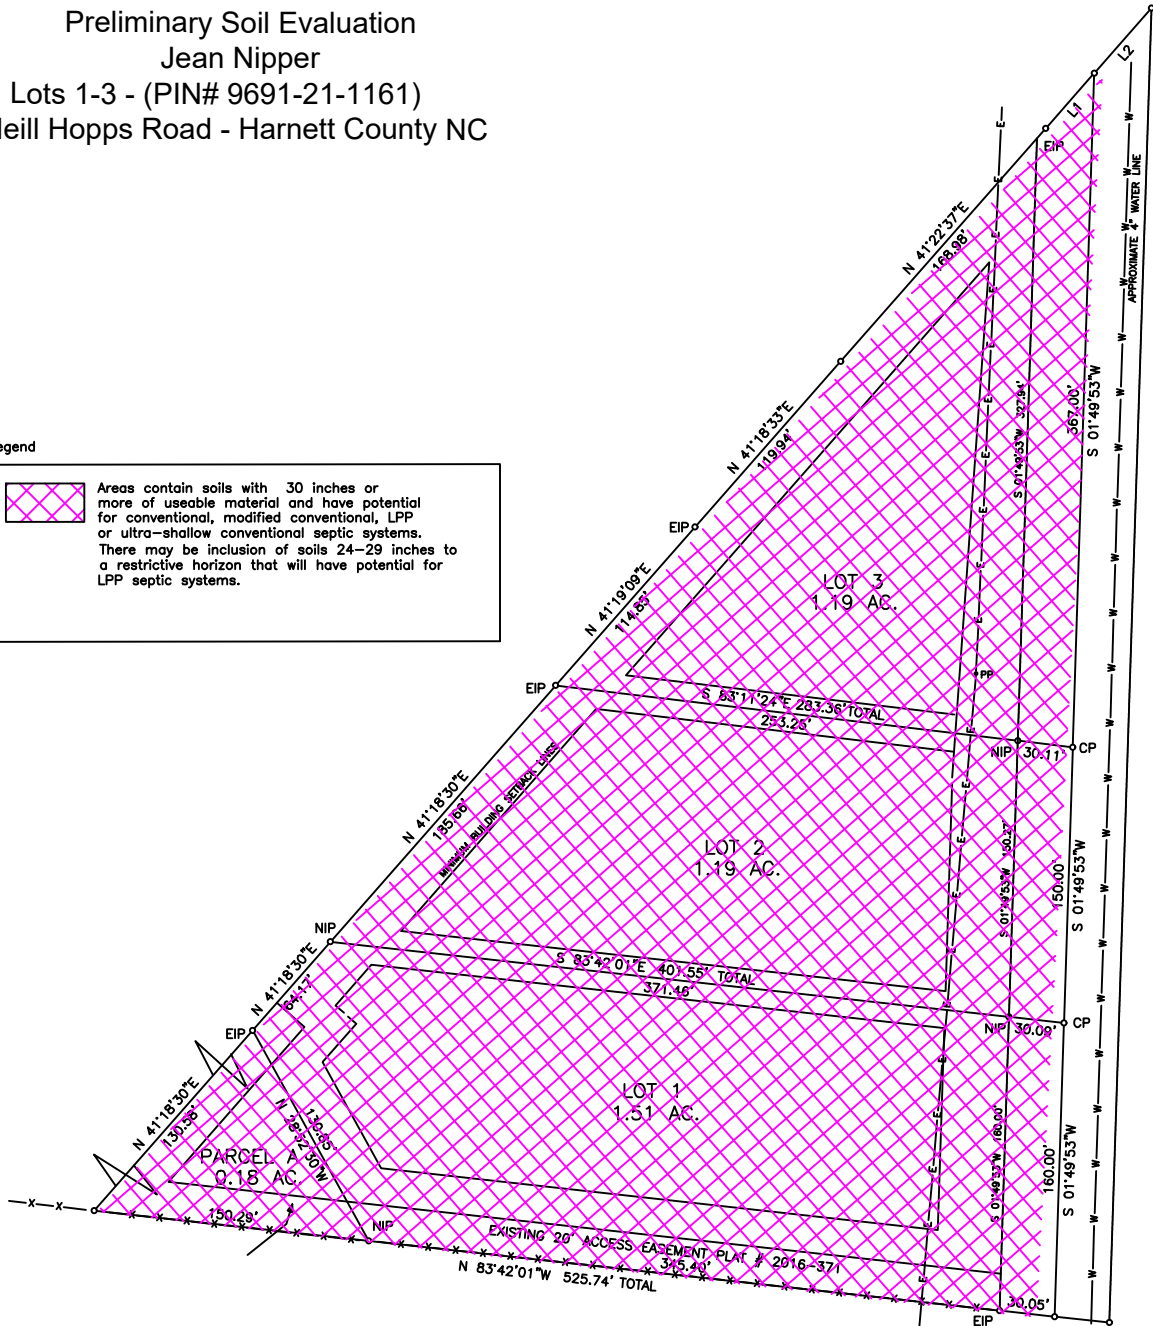 Preliminary Soil Evaluation
Jean Nipper
Lots 1-3 - (PIN# 9691-21-1161)
Hopps Road - Harnett County NC
L2
L1
E
EIP
W
APPROXIMATE 4" WATER LINE
N 41°22'37"E
168.98'
N 41°18'33"E
119.94'
S 01°49'53"W 327.94'
367.00'
S 01°49'53"W
Areas contain soils with 30 inches or
more of useable material and have potential
for conventional, modified conventional, LPP
or ultra-shallow conventional septic systems.
There may be inclusion of soils 24-29 inches to
a restrictive horizon that will have potential for
LPP septic systems.
EIP
N 41°19'09"E
114.85'
LOT 3
1.19 AC.
PP
EIP
S 83°11'24"E 283.36' TOTAL
253.25'
NIP
30.11'
CP
MINIMUM BUILDING SETBACK LINES
N 41°18'30"E
185.66'
LOT 2
1.19 AC.
S 01°49'53"W 150.27'
150.00'
S 01°49'53"W
NIP
S 83°42'01"E 401.55' TOTAL
371.46'
NIP
30.09'
CP
N 41°18'30"E
64.17'
EIP
LOT 1
1.51 AC.
N 41°18'30"E
130.58'
N 28°52'30"W
130.65'
PARCEL A
0.18 AC.
S 01°49'53"W 160.00'
160.00'
S 01°49'53"W
X
150.29'
NIP
EXISTING 20' ACCESS EASEMENT PLAT # 2016-371
345.40'
N 83°42'01"W 525.74' TOTAL
30.05'
EIP